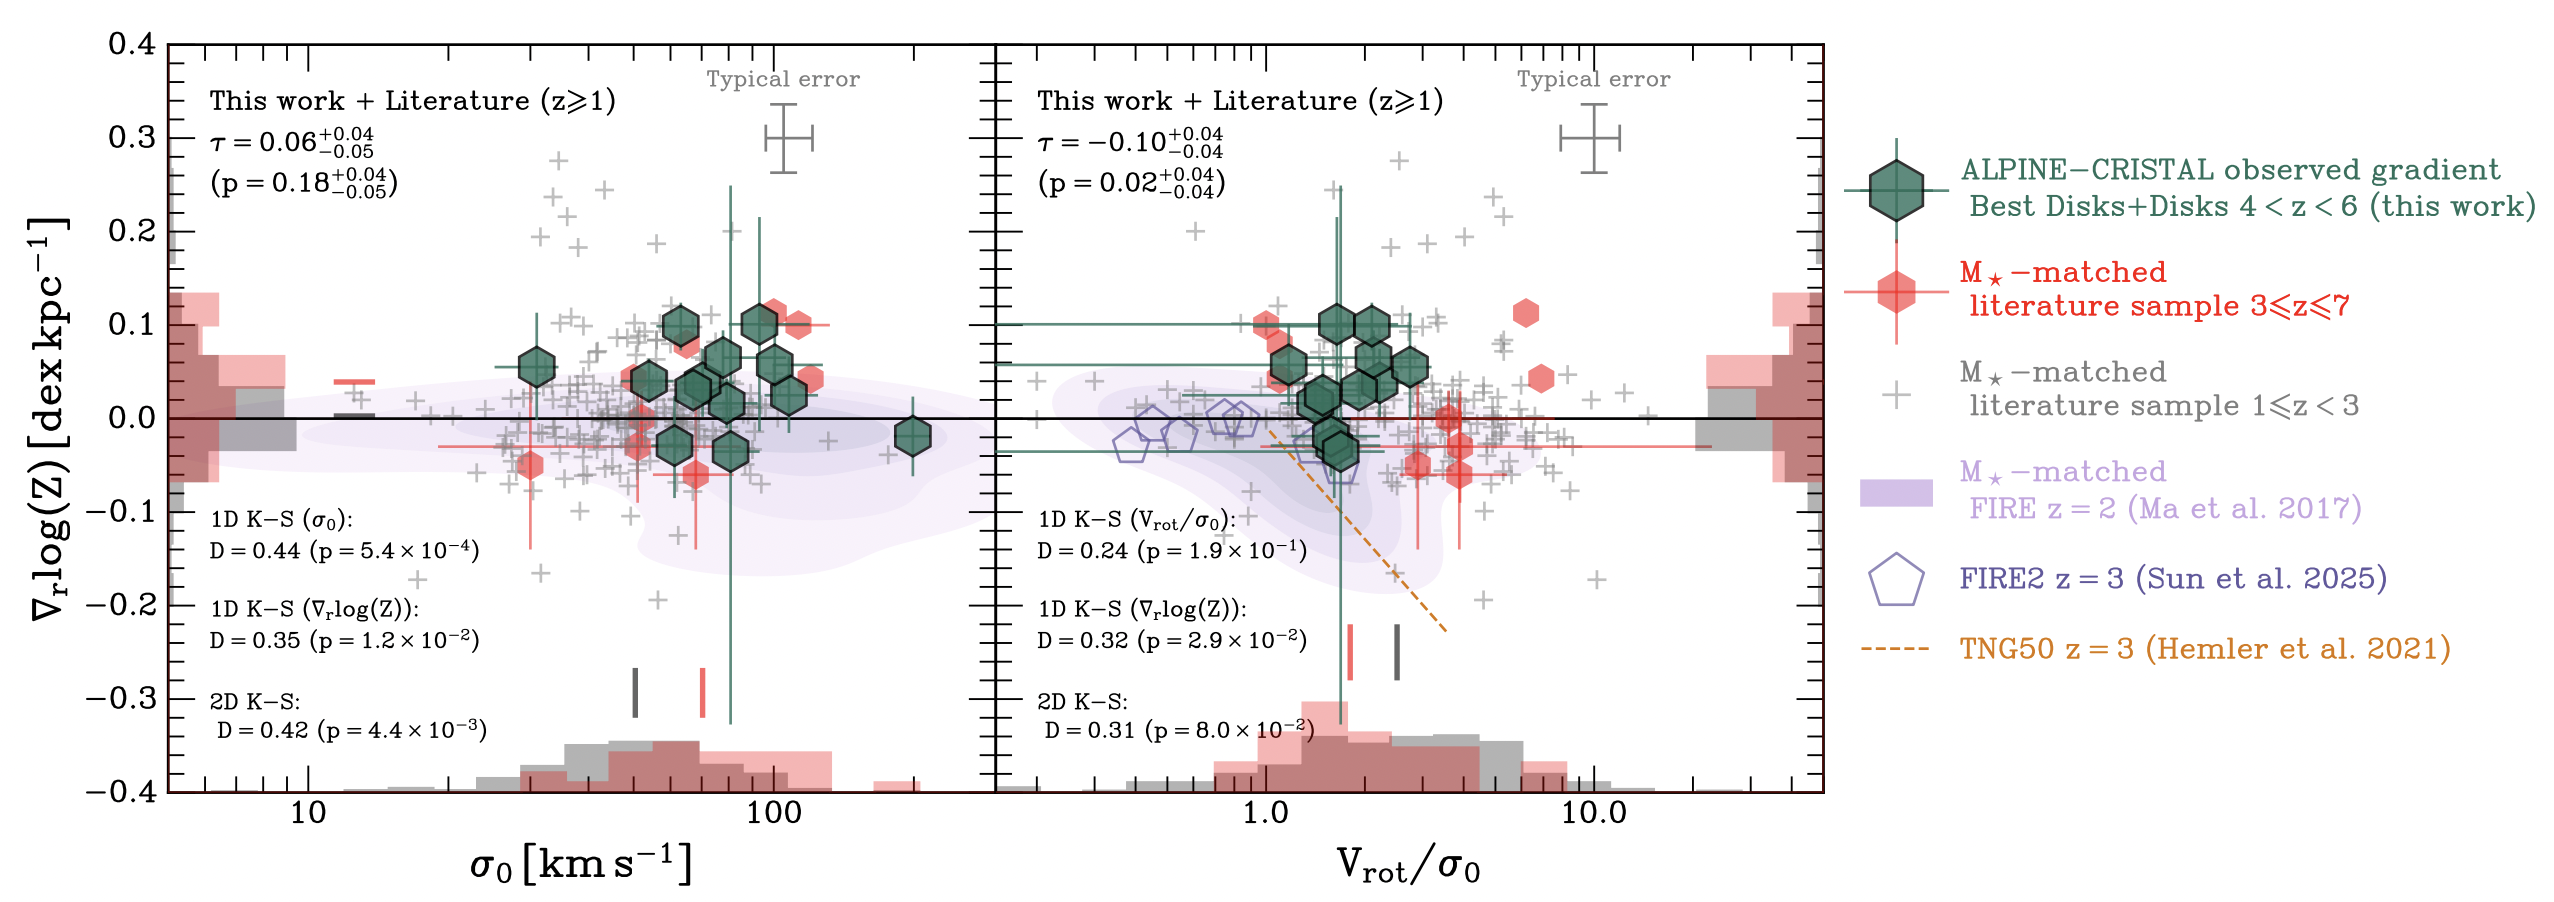 0.4
0.3
0.2
0.1
0.0
−0.1
−0.2
−0.3
−0.4
∇ᵣlog(Z) [dex kpc⁻¹]
Typical error
This work + Literature (z⩾1)
τ = 0.06 +0.04 −0.05
(p = 0.18 +0.04 −0.05)
1D K−S (σ₀):
D = 0.44 (p = 5.4 × 10⁻⁴)
1D K−S (∇ᵣlog(Z)):
D = 0.35 (p = 1.2 × 10⁻²)
2D K−S:
D = 0.42 (p = 4.4 × 10⁻³)
10
100
σ₀ [km s⁻¹]
Typical error
This work + Literature (z⩾1)
τ = −0.10 +0.04 −0.04
(p = 0.02 +0.04 −0.04)
1D K−S (V_rot/σ₀):
D = 0.24 (p = 1.9 × 10⁻¹)
1D K−S (∇ᵣlog(Z)):
D = 0.32 (p = 2.9 × 10⁻²)
2D K−S:
D = 0.31 (p = 8.0 × 10⁻²)
1.0
10.0
V_rot/σ₀
ALPINE−CRISTAL observed gradient
Best Disks+Disks 4 < z < 6 (this work)
M⋆−matched
literature sample 3⩽z⩽7
M⋆−matched
literature sample 1⩽z < 3
M⋆−matched
FIRE z = 2 (Ma et al. 2017)
FIRE2 z = 3 (Sun et al. 2025)
TNG50 z = 3 (Hemler et al. 2021)